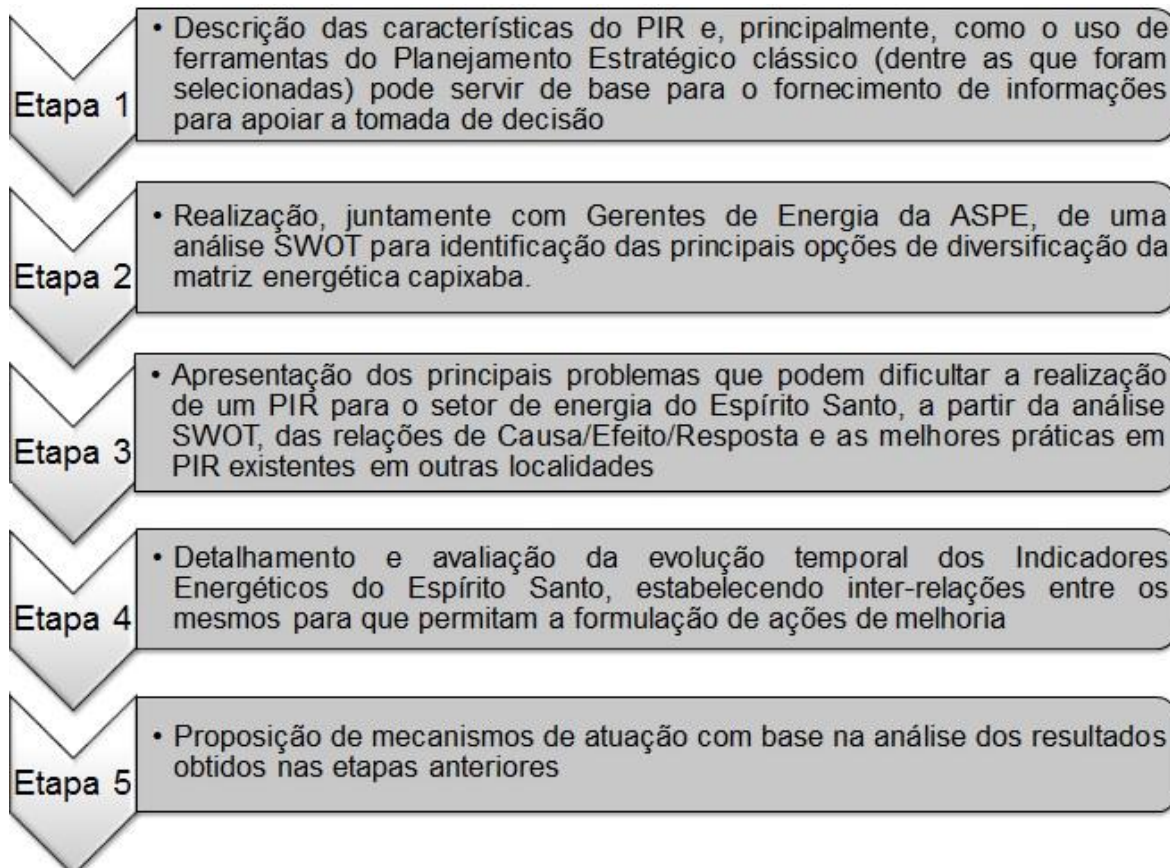 Etapa 1
• Descrição das características do PIR e, principalmente, como o uso de
ferramentas do Planejamento Estratégico clássico (dentre as que foram
selecionadas) pode servir de base para o fornecimento de informações
para apoiar a tomada de decisão
Etapa 2
• Realização, juntamente com Gerentes de Energia da ASPE, de uma
análise SWOT para identificação das principais opções de diversificação da
matriz energética capixaba.
Etapa 3
• Apresentação dos principais problemas que podem dificultar a realização
de um PIR para o setor de energia do Espírito Santo, a partir da análise
SWOT, das relações de Causa/Efeito/Resposta e as melhores práticas em
PIR existentes em outras localidades
Etapa 4
• Detalhamento e avaliação da evolução temporal dos Indicadores
Energéticos do Espírito Santo, estabelecendo inter-relações entre os
mesmos para que permitam a formulação de ações de melhoria
Etapa 5
• Proposição de mecanismos de atuação com base na análise dos resultados
obtidos nas etapas anteriores